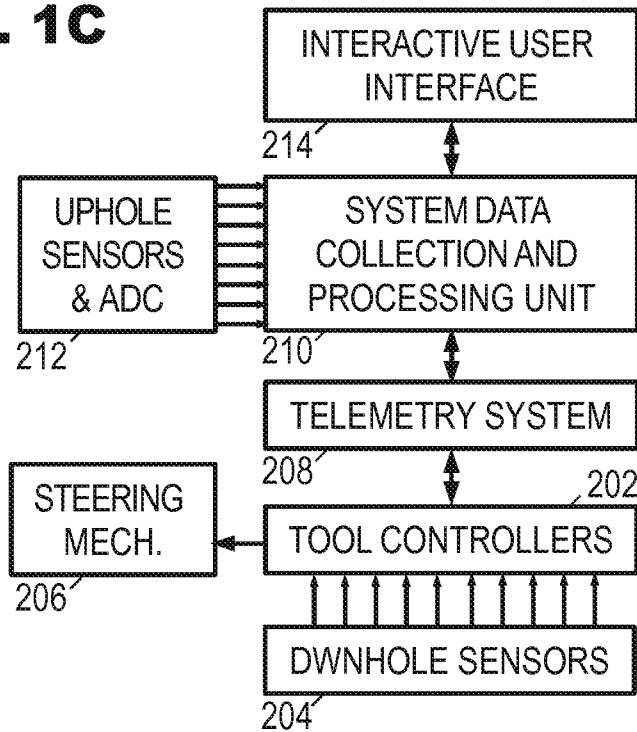 . 1C
INTERACTIVE USER
INTERFACE
214
UPHOLE
SENSORS
& ADC
212
SYSTEM DATA
COLLECTION AND
PROCESSING UNIT
210
TELEMETRY SYSTEM
208
202
STEERING
MECH.
206
TOOL CONTROLLERS
DWNHOLE SENSORS
204